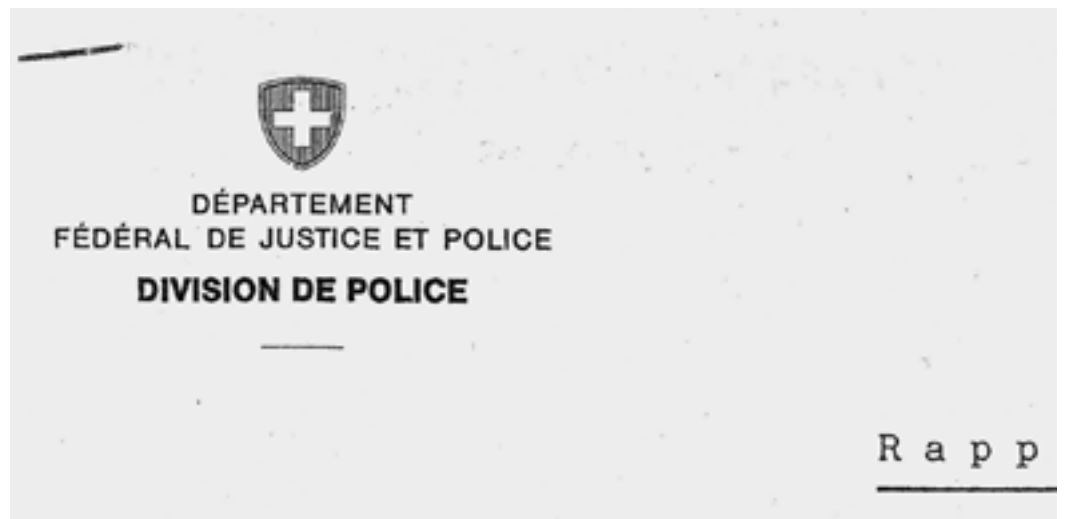 DÉPARTEMENT
FÉDÉRAL DE JUSTICE ET POLICE
DIVISION DE POLICE
R a p p